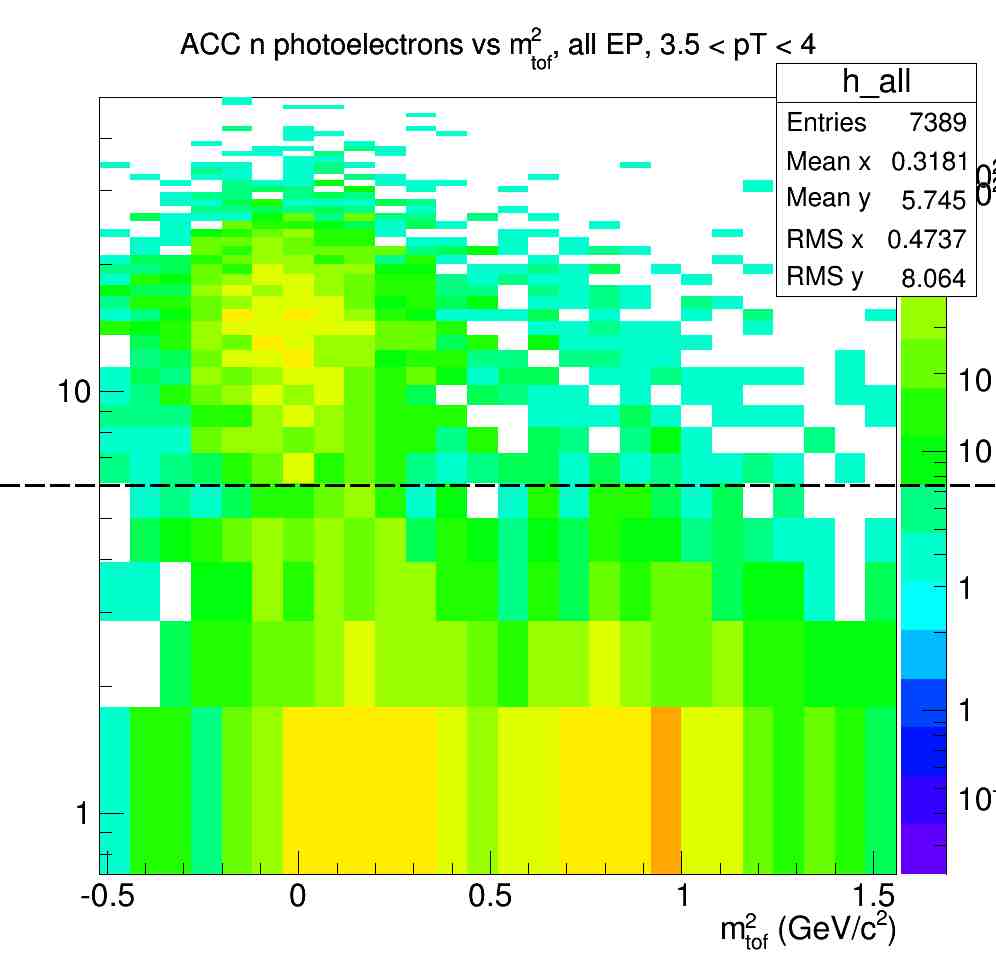 ACC n photoelectrons vs m²tof, all EP, 3.5 < pT < 4
h_all
Entries 7389
Mean x 0.3181
Mean y 5.745
RMS x 0.4737
RMS y 8.064
10
1
10
10
1
1
-0.5 0 0.5 1 1.5
m²tof (GeV/c²)